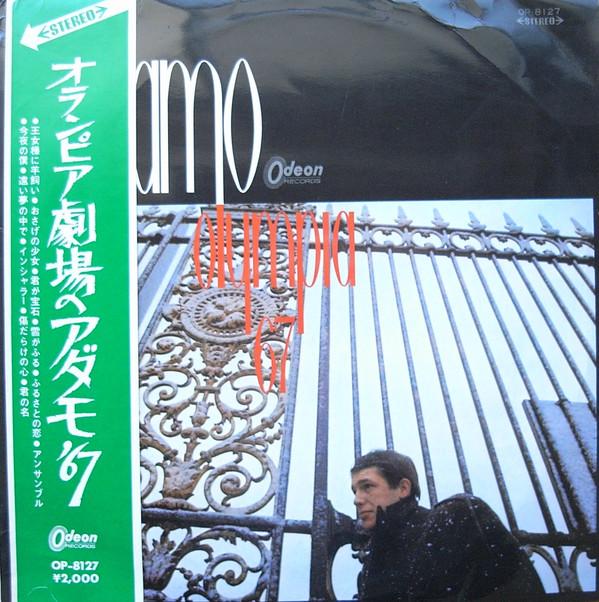 STEREO
オランピア劇場のアダモ'67
●王女様に羊飼い●おさげの少女●君が宝石●雪がふる●ふるさとの恋●アンサンブル
●今夜の僕●遠い夢の中で●インシャラー●傷だらけの心●君の名
Odeon
RECORDS
OP-8127
¥2,000
OP-8127
STEREO
amo
Odeon
RECORDS
olympia
67